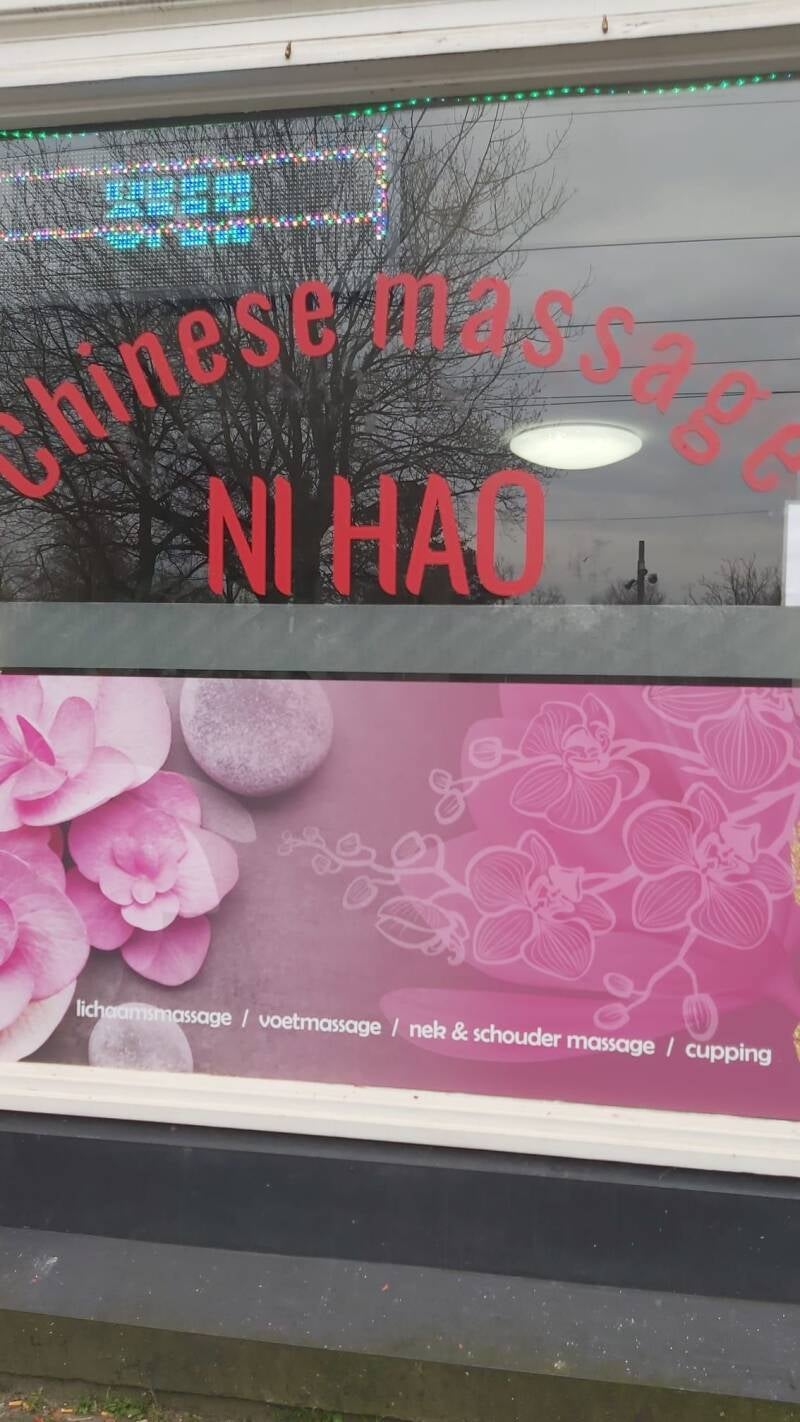 Chinese massage
NI HAO
lichaamsmassage / voetmassage / nek & schouder massage / cupping